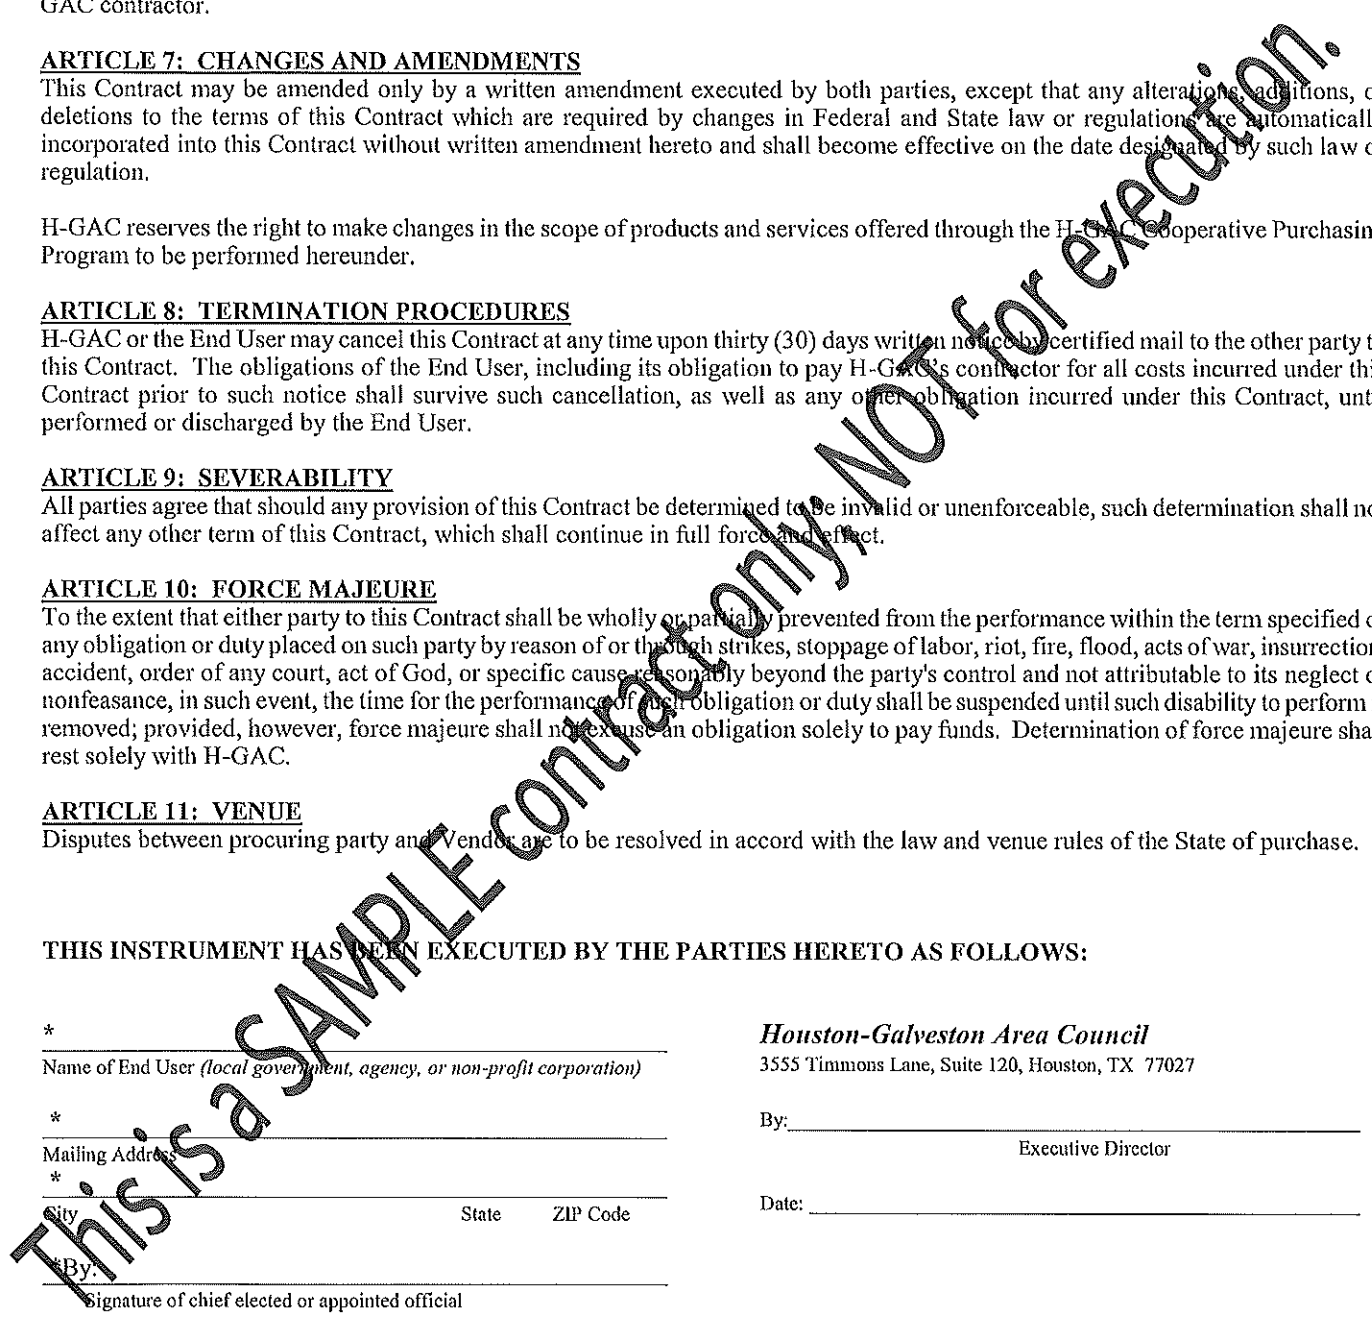 GAC contractor.
ARTICLE 7: CHANGES AND AMENDMENTS
This Contract may be amended only by a written amendment executed by both parties, except that any alterations, additions,
deletions to the terms of this Contract which are required by changes in Federal and State law or regulations are automaticall
incorporated into this Contract without written amendment hereto and shall become effective on the date designated by such law
regulation.
H-GAC reserves the right to make changes in the scope of products and services offered through the H-GAC Cooperative Purchasin
Program to be performed hereunder.
ARTICLE 8: TERMINATION PROCEDURES
H-GAC or the End User may cancel this Contract at any time upon thirty (30) days written notice by certified mail to the other party t
this Contract. The obligations of the End User, including its obligation to pay H-GAC's contractor for all costs incurred under thi
Contract prior to such notice shall survive such cancellation, as well as any other obligation incurred under this Contract, unt
performed or discharged by the End User.
ARTICLE 9: SEVERABILITY
All parties agree that should any provision of this Contract be determined to be invalid or unenforceable, such determination shall no
affect any other term of this Contract, which shall continue in full force and effect.
ARTICLE 10: FORCE MAJEURE
To the extent that either party to this Contract shall be wholly or partially prevented from the performance within the term specified
any obligation or duty placed on such party by reason of or through strikes, stoppage of labor, riot, fire, flood, acts of war, insurrection
accident, order of any court, act of God, or specific cause reasonably beyond the party's control and not attributable to its neglect
nonfeasance, in such event, the time for the performance of such obligation or duty shall be suspended until such disability to perform
removed; provided, however, force majeure shall not excuse an obligation solely to pay funds. Determination of force majeure sha
rest solely with H-GAC.
ARTICLE 11: VENUE
Disputes between procuring party and Vendor are to be resolved in accord with the law and venue rules of the State of purchase.
THIS INSTRUMENT HAS BEEN EXECUTED BY THE PARTIES HERETO AS FOLLOWS:
*
Name of End User (local government, agency, or non-profit corporation)
*
Mailing Address
*
City State ZIP Code
*By:
Signature of chief elected or appointed official
Houston-Galveston Area Council
3555 Timmons Lane, Suite 120, Houston, TX 77027
By:
Executive Director
Date:
This is a SAMPLE contract only; NOT for execution.